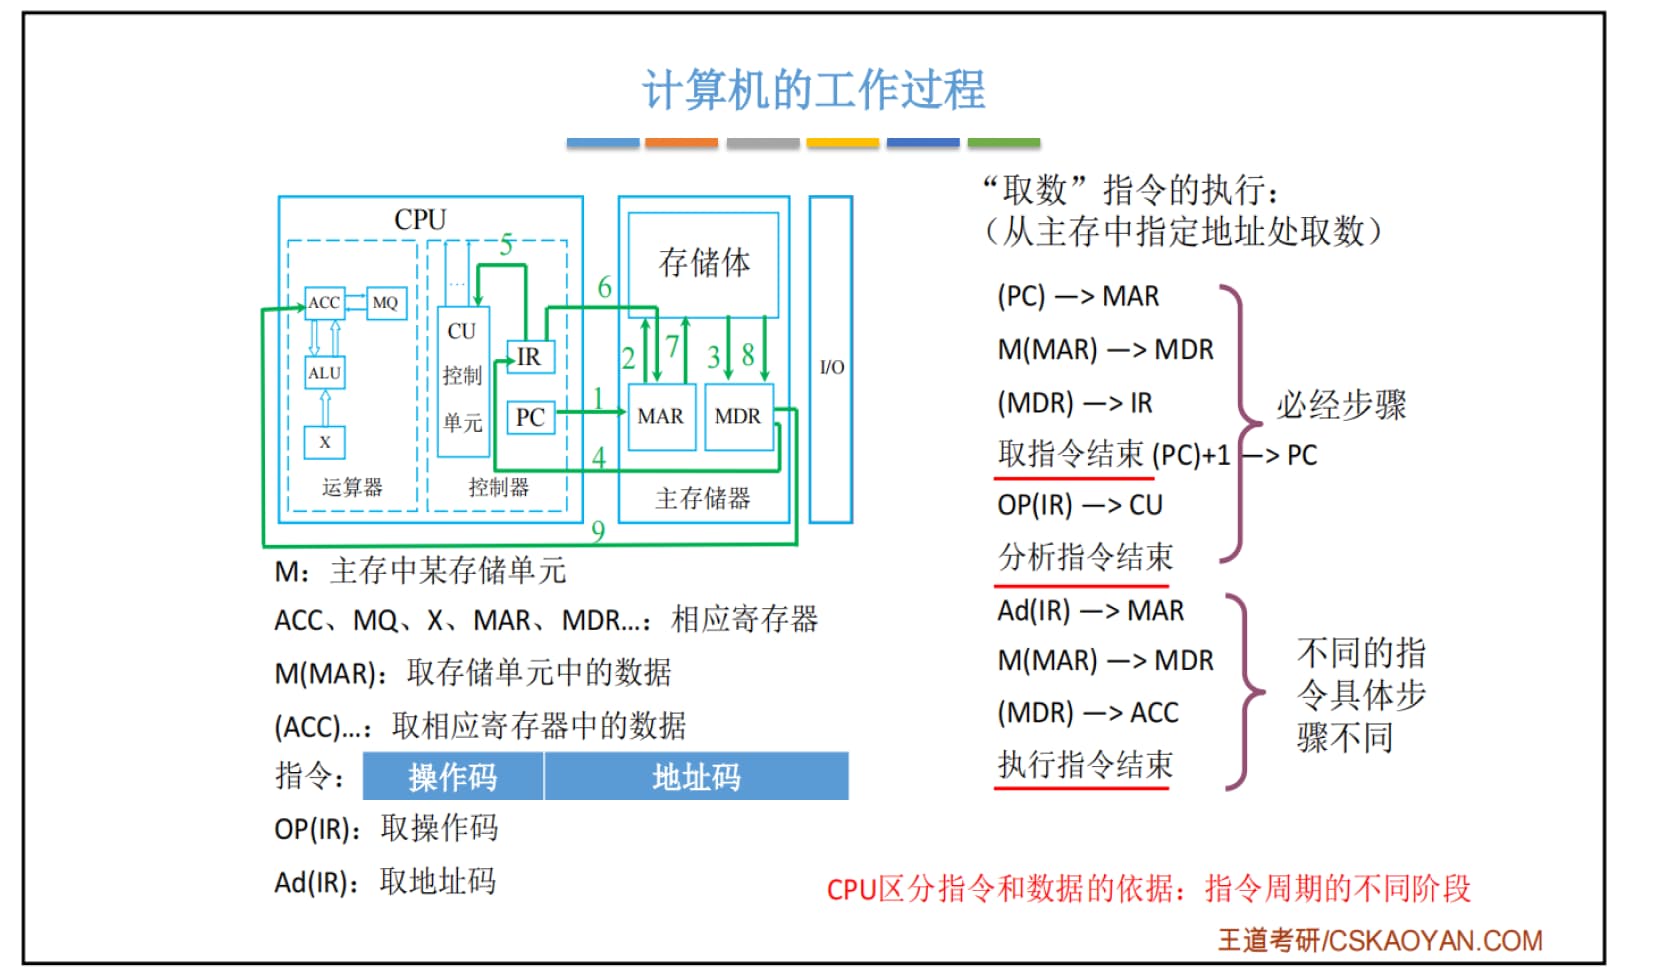 计算机的工作过程
CPU
ACC
MQ
ALU
X
运算器
...
CU
控制
单元
IR
PC
控制器
存储体
MAR
MDR
主存储器
I/O
1
2
3
4
5
6
7
8
9
M：主存中某存储单元
ACC、MQ、X、MAR、MDR...：相应寄存器
M(MAR)：取存储单元中的数据
(ACC)...：取相应寄存器中的数据
指令：操作码 地址码
OP(IR)：取操作码
Ad(IR)：取地址码
“取数”指令的执行：
（从主存中指定地址处取数）
(PC) —> MAR
M(MAR) —> MDR
(MDR) —> IR
取指令结束 (PC)+1 —> PC
OP(IR) —> CU
分析指令结束
必经步骤
Ad(IR) —> MAR
M(MAR) —> MDR
(MDR) —> ACC
执行指令结束
不同的指
令具体步
骤不同
CPU区分指令和数据的依据：指令周期的不同阶段
王道考研/CSKAOYAN.COM